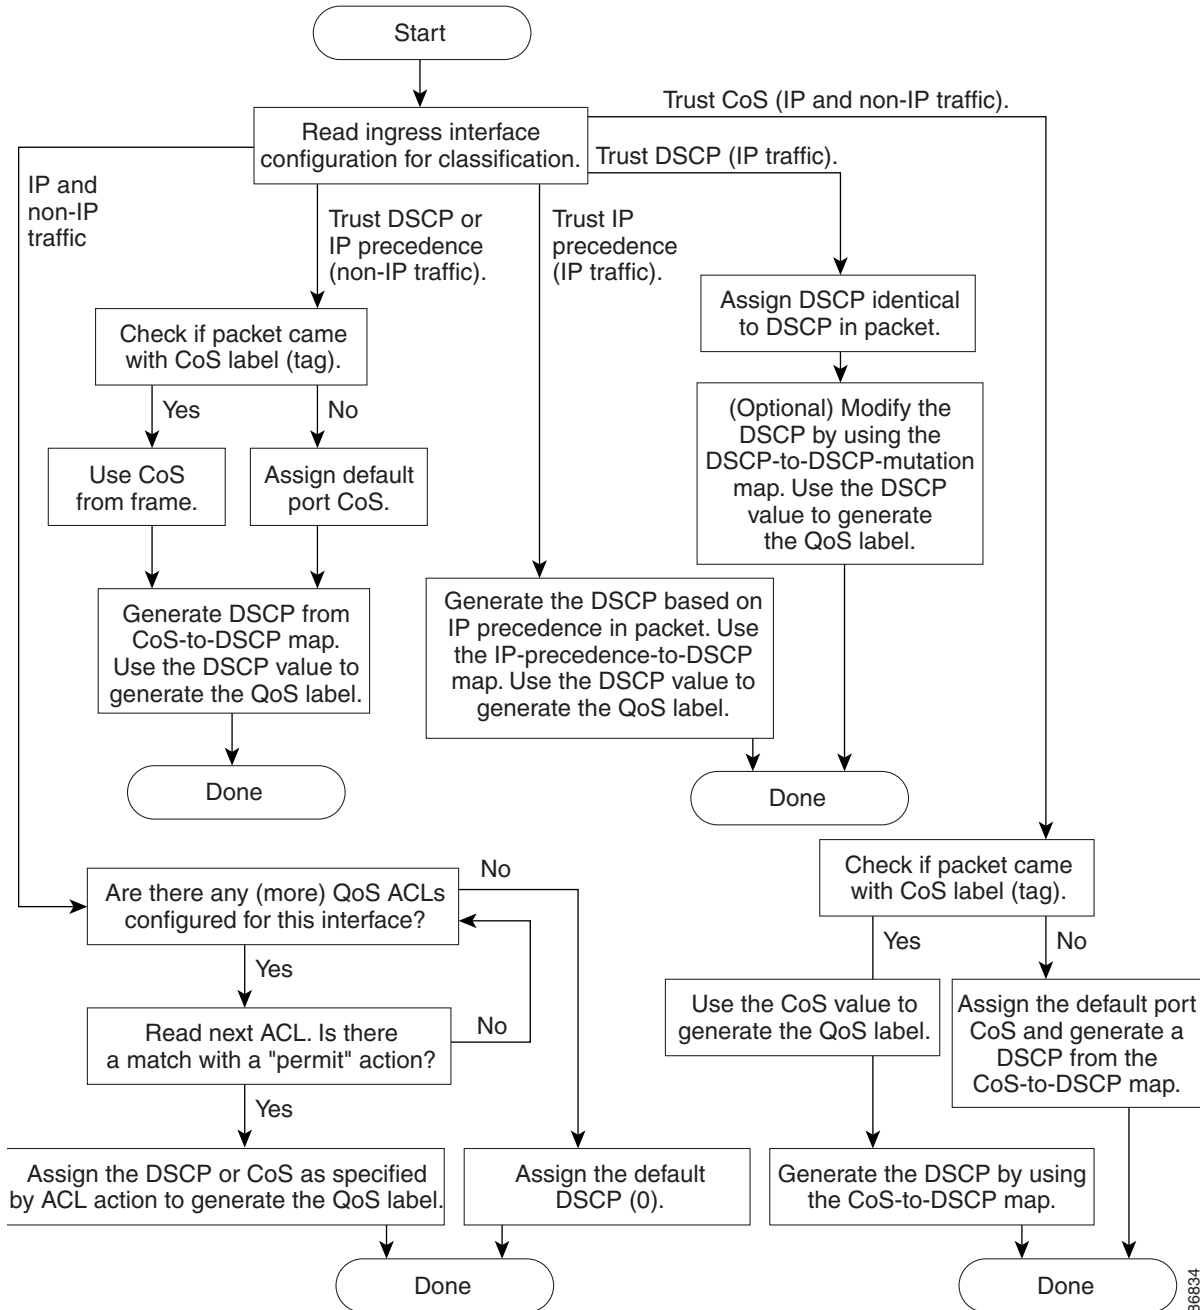 Start
Trust CoS (IP and non-IP traffic).
Read ingress interface
configuration for classification.
Trust DSCP (IP traffic).
IP and
non-IP
traffic
Trust DSCP or
IP precedence
(non-IP traffic).
Trust IP
precedence
(IP traffic).
Assign DSCP identical
to DSCP in packet.
Check if packet came
with CoS label (tag).
Yes
No
(Optional) Modify the
DSCP by using the
DSCP-to-DSCP-mutation
map. Use the DSCP
value to generate
the QoS label.
Use CoS
from frame.
Assign default
port CoS.
Generate DSCP from
CoS-to-DSCP map.
Use the DSCP value to
generate the QoS label.
Generate the DSCP based on
IP precedence in packet. Use
the IP-precedence-to-DSCP
map. Use the DSCP value to
generate the QoS label.
Done
Done
Check if packet came
with CoS label (tag).
Are there any (more) QoS ACLs
configured for this interface?
No
Yes
Yes
No
Read next ACL. Is there
a match with a "permit" action?
No
Use the CoS value to
generate the QoS label.
Assign the default port
CoS and generate a
DSCP from the
CoS-to-DSCP map.
Yes
Assign the DSCP or CoS as specified
by ACL action to generate the QoS label.
Assign the default
DSCP (0).
Generate the DSCP by using
the CoS-to-DSCP map.
Done
Done